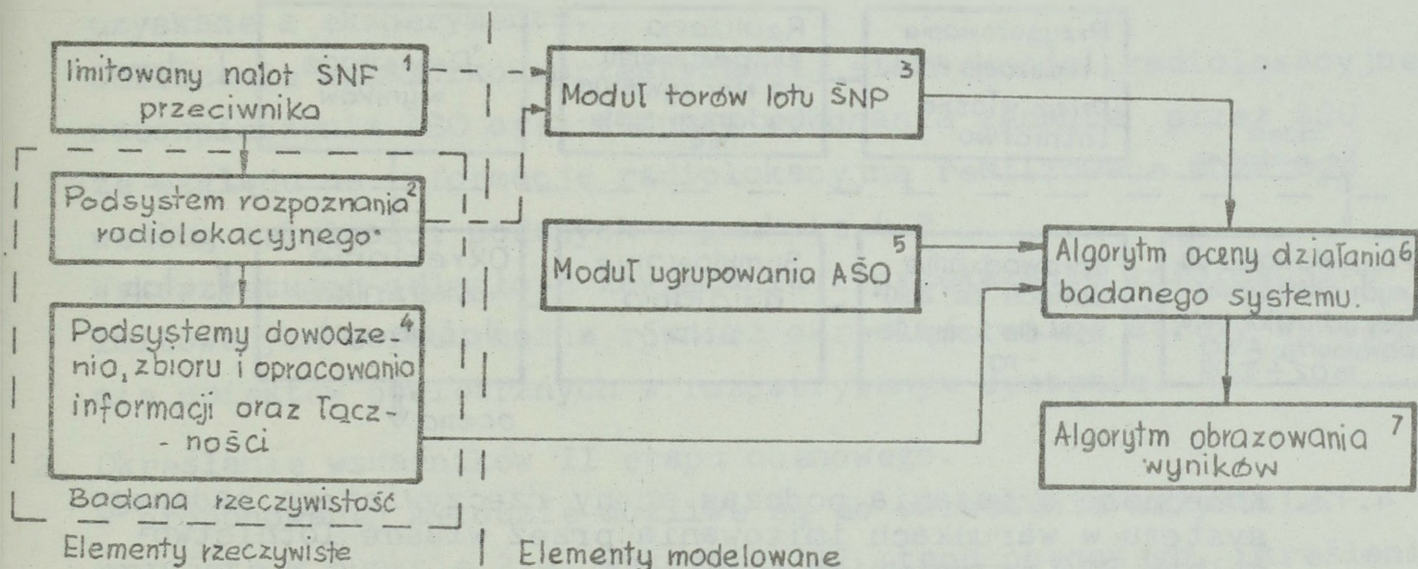 Imitowany nalot ŚNP 1
przeciwnika
Moduł torów lotu ŚNP 3
Podsystem rozpoznania 2
radiolokacyjnego
Moduł ugrupowania AŚO 5
Algorytm oceny działania 6
badanego systemu.
Podsystemy dowodze- 4
nia, zbioru i opracowania
informacji oraz łącz-
-ności
Algorytm obrazowania 7
wyników
Badana rzeczywistość
Elementy rzeczywiste
Elementy modelowane